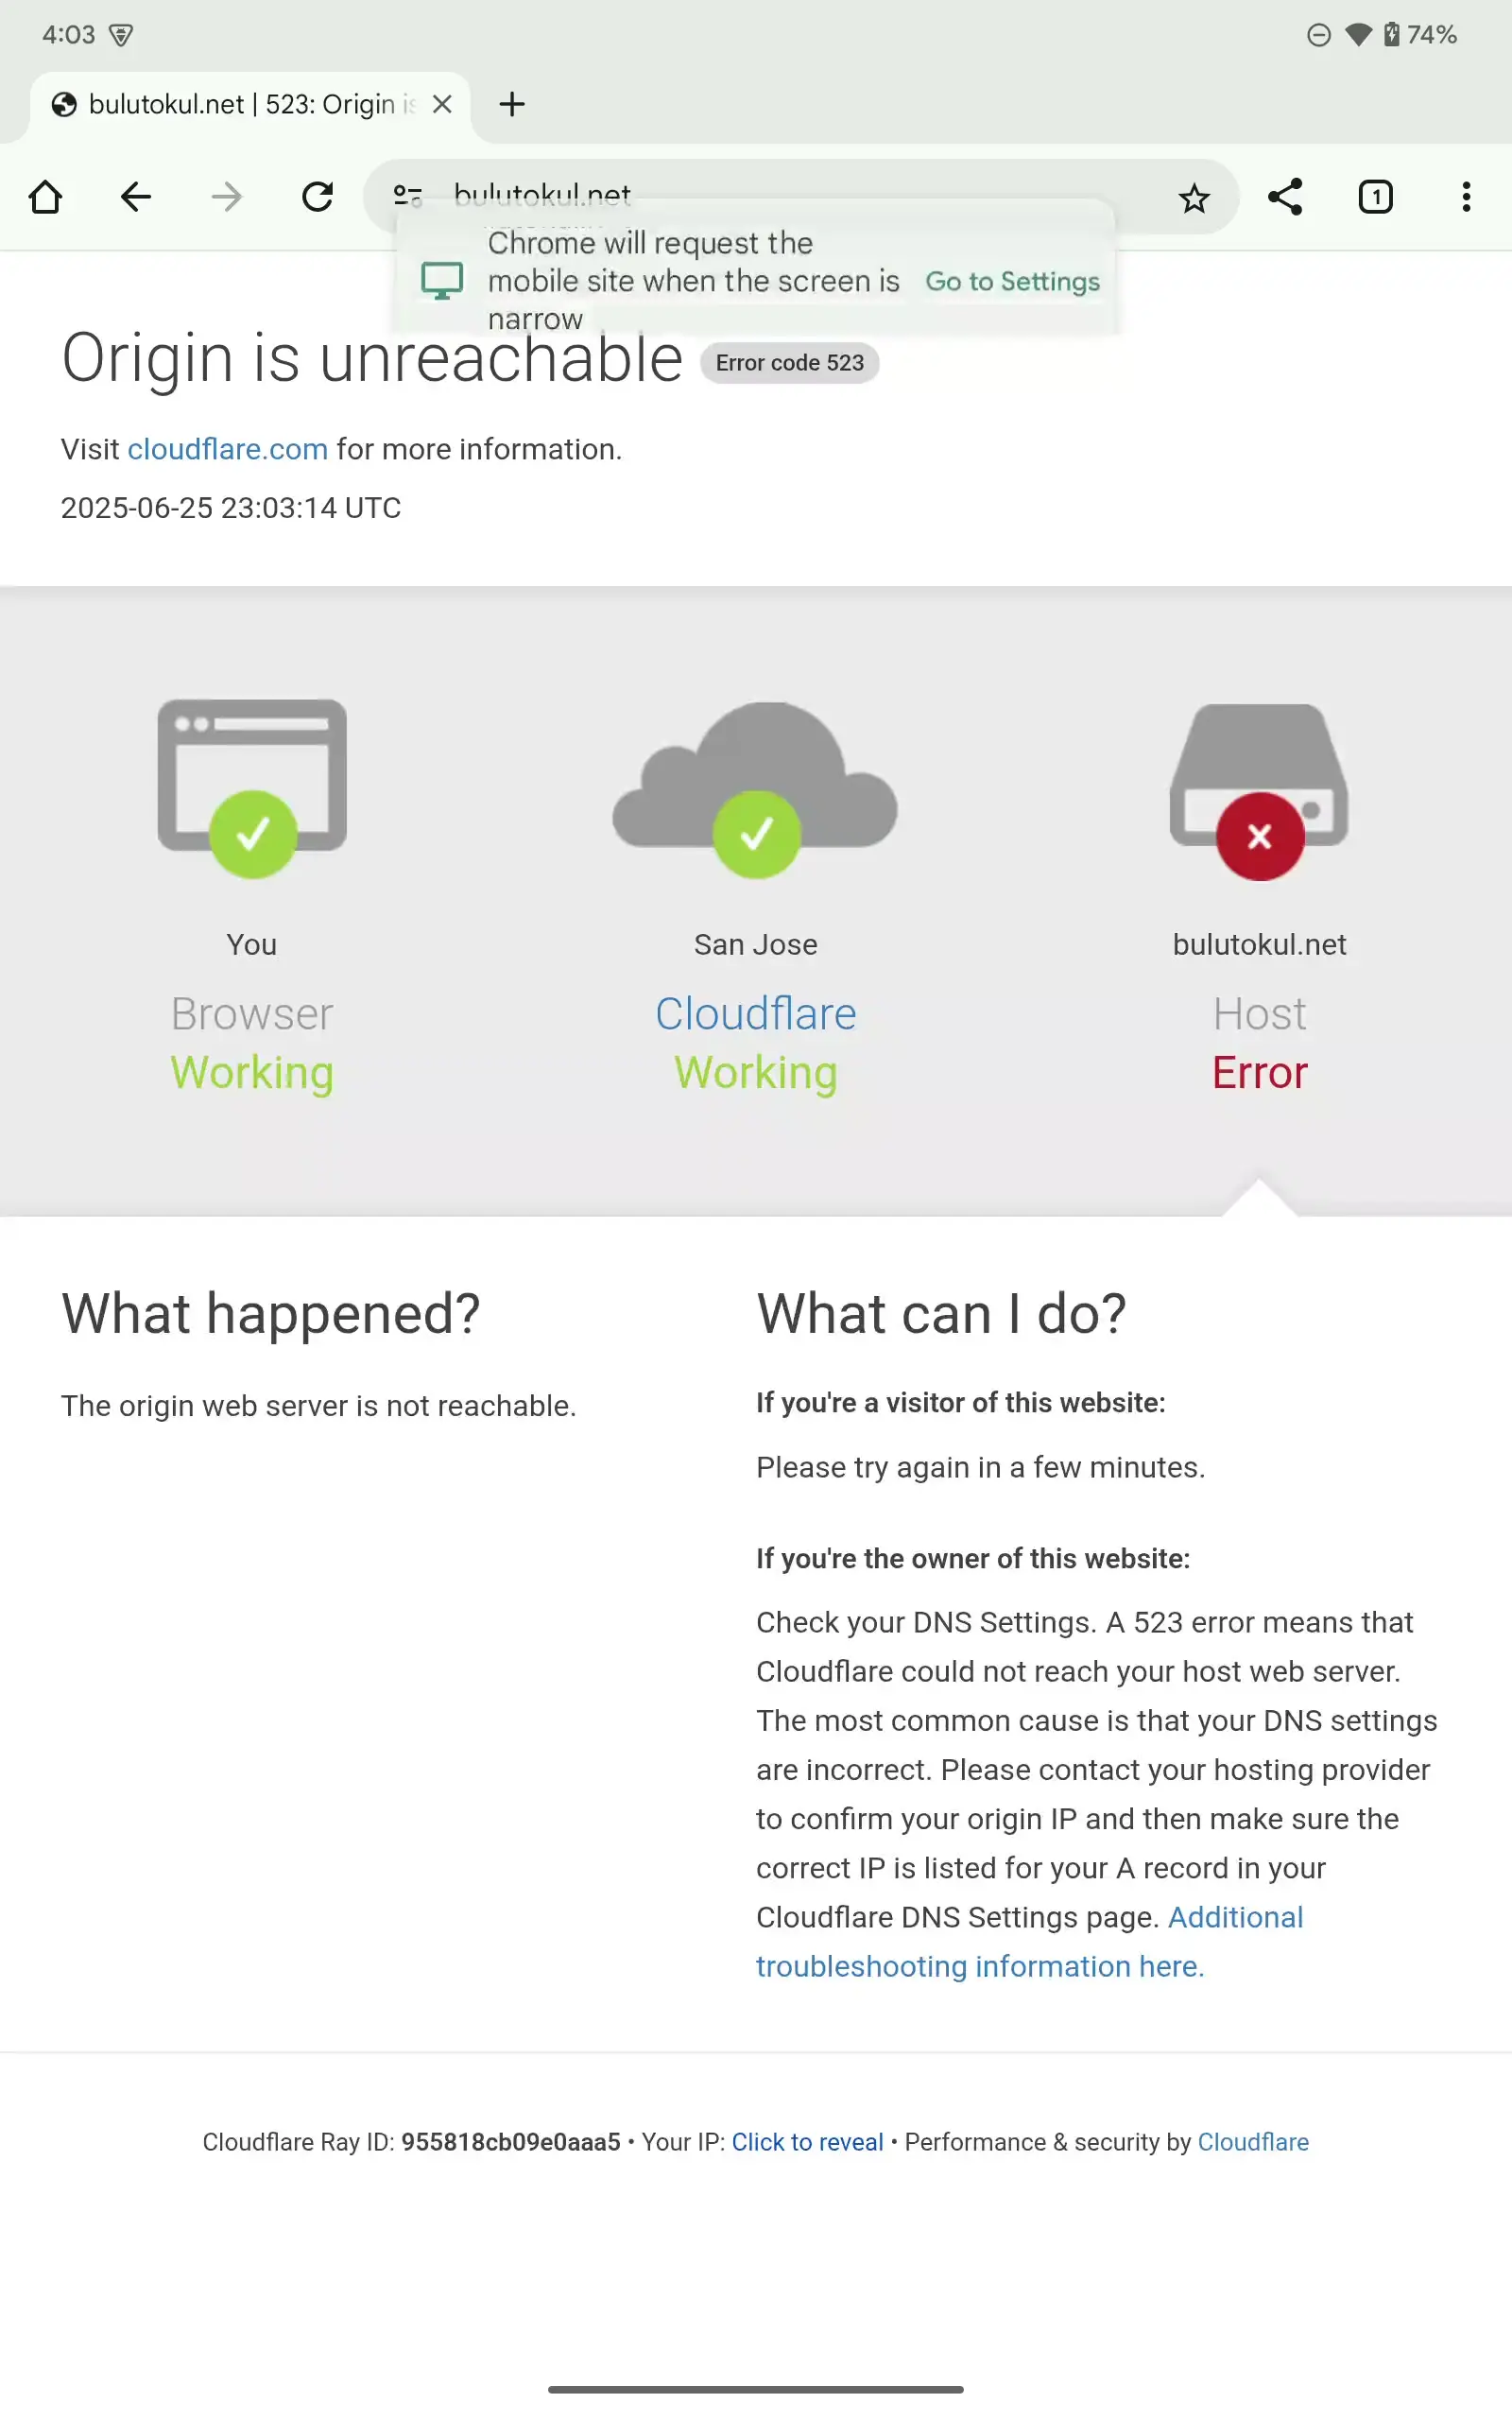 4:03
74%
bulutokul.net | 523: Origin is
bulutokul.net
1
Chrome will request the
mobile site when the screen is
narrow
Go to Settings
Origin is unreachable Error code 523
Visit cloudflare.com for more information.
2025-06-25 23:03:14 UTC
You
Browser
Working
San Jose
Cloudflare
Working
bulutokul.net
Host
Error
What happened?
The origin web server is not reachable.
What can I do?
If you're a visitor of this website:
Please try again in a few minutes.
If you're the owner of this website:
Check your DNS Settings. A 523 error means that
Cloudflare could not reach your host web server.
The most common cause is that your DNS settings
are incorrect. Please contact your hosting provider
to confirm your origin IP and then make sure the
correct IP is listed for your A record in your
Cloudflare DNS Settings page. Additional
troubleshooting information here.
Cloudflare Ray ID: 955818cb09e0aaa5 • Your IP: Click to reveal • Performance & security by Cloudflare